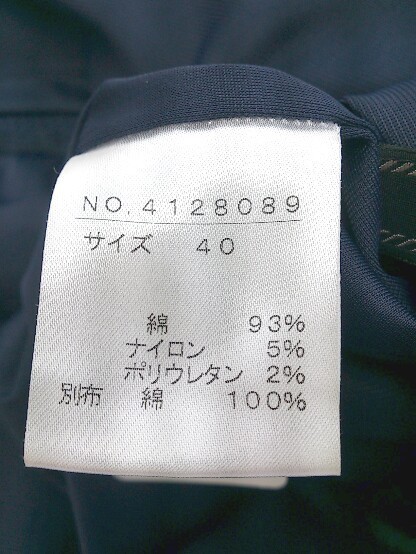 NO.4128089
サイズ 40
綿 93%
ナイロン 5%
ポリウレタン 2%
別布 綿 100%